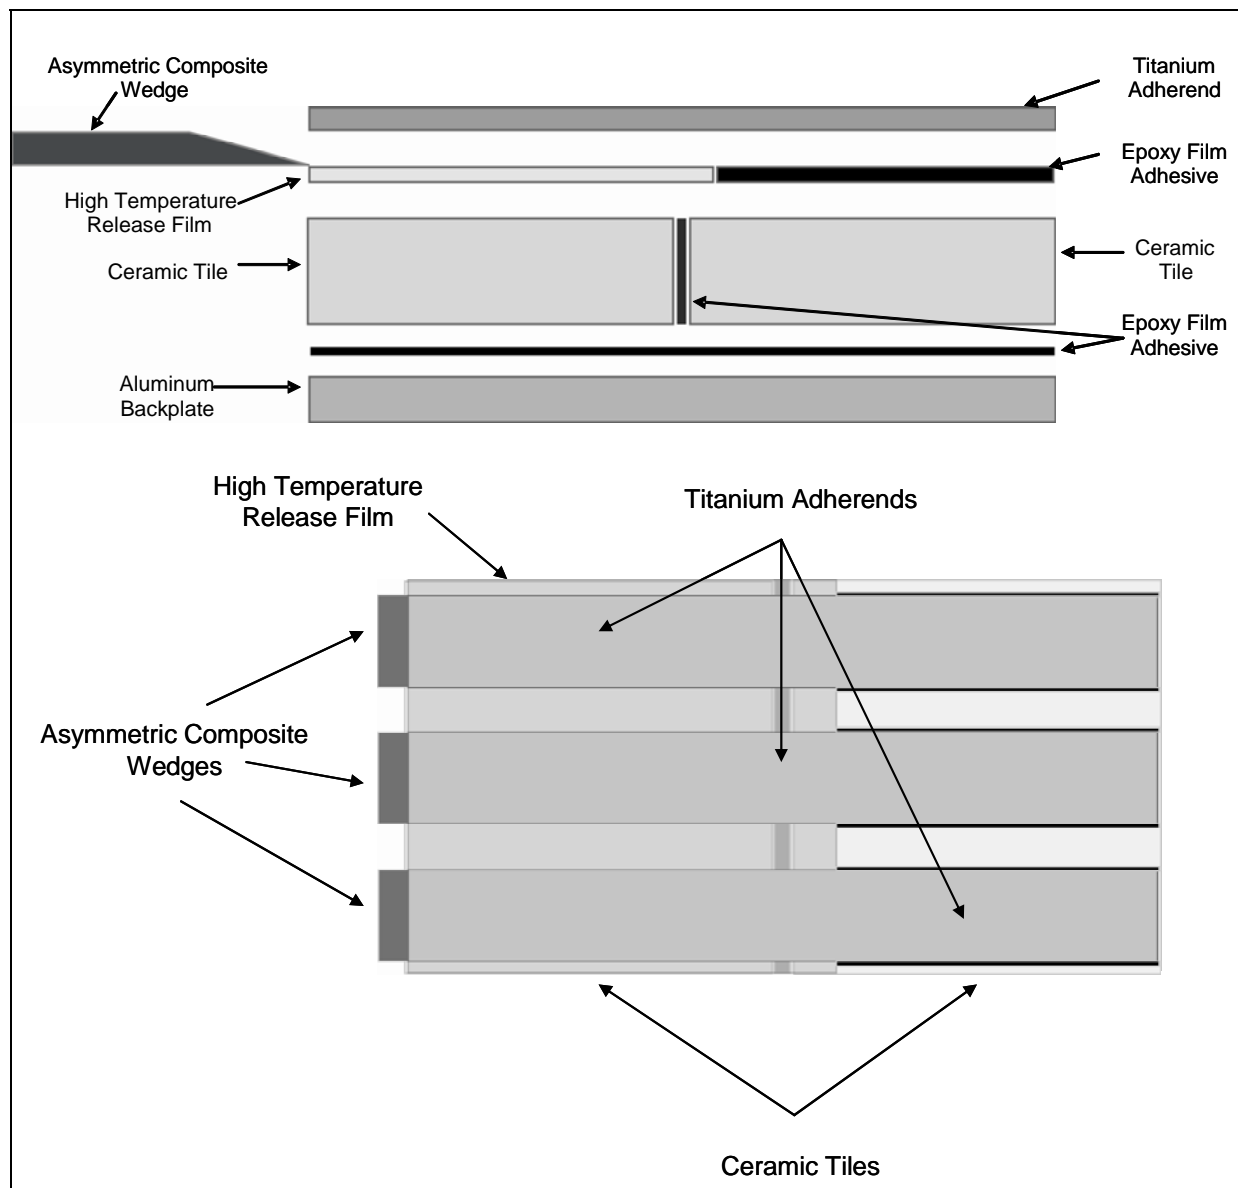 Asymmetric Composite
Wedge
Titanium
Adherend
Epoxy Film
Adhesive
High Temperature
Release Film
Ceramic Tile
Ceramic
Tile
Epoxy Film
Adhesive
Aluminum
Backplate
High Temperature
Release Film
Titanium Adherends
Asymmetric Composite
Wedges
Ceramic Tiles